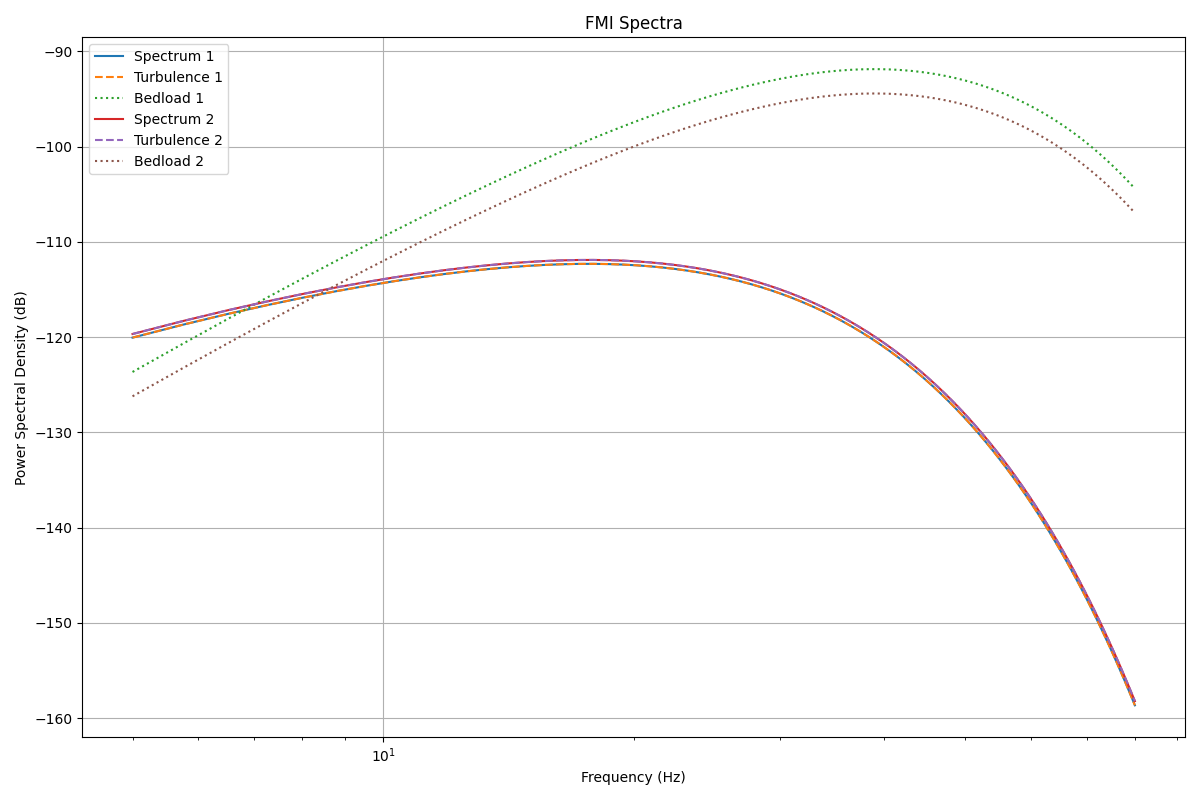 FMI Spectra
Spectrum 1
Turbulence 1
Bedload 1
Spectrum 2
Turbulence 2
Bedload 2
−90
−100
−110
−120
−130
−140
−150
−160
Power Spectral Density (dB)
10¹
Frequency (Hz)